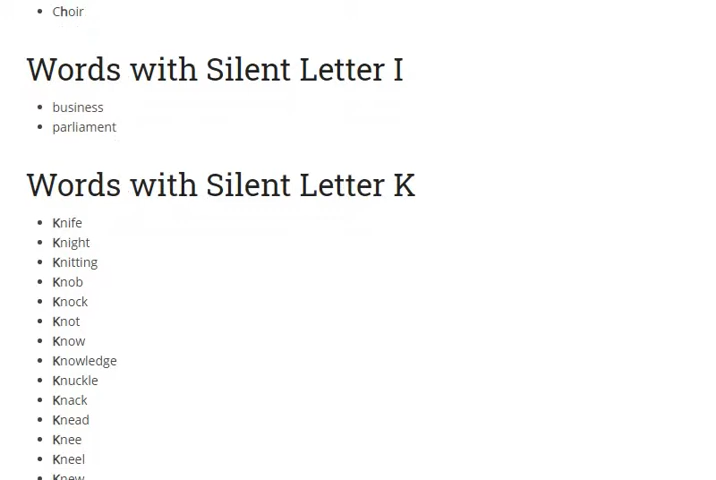 Choir
Words with Silent Letter I
business
parliament
Words with Silent Letter K
Knife
Knight
Knitting
Knob
Knock
Knot
Know
Knowledge
Knuckle
Knack
Knead
Knee
Kneel
Knew